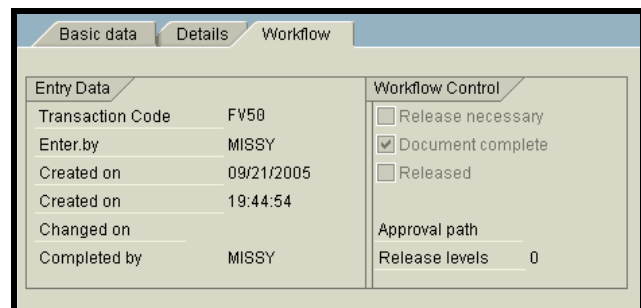 Basic data Details Workflow
Entry Data
Transaction Code FV50
Enter.by MISSY
Created on 09/21/2005
Created on 19:44:54
Changed on
Completed by MISSY
Workflow Control
Release necessary
Document complete
Released
Approval path
Release levels 0